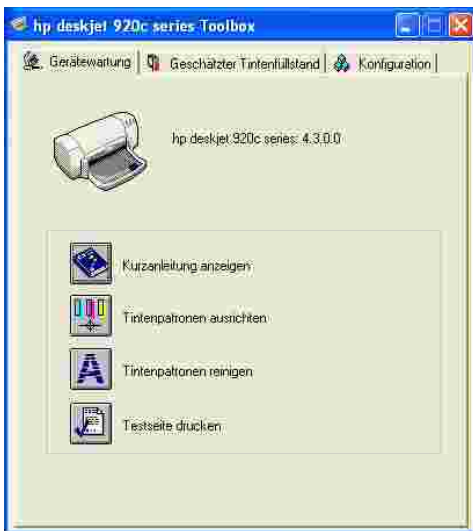 hp deskjet 920c series Toolbox
Gerätewartung Geschätzter Tintenfüllstand Konfiguration
hp deskjet 920c series: 4.3.0.0
Kurzanleitung anzeigen
Tintenpatronen ausrichten
Tintenpatronen reinigen
Testseite drucken